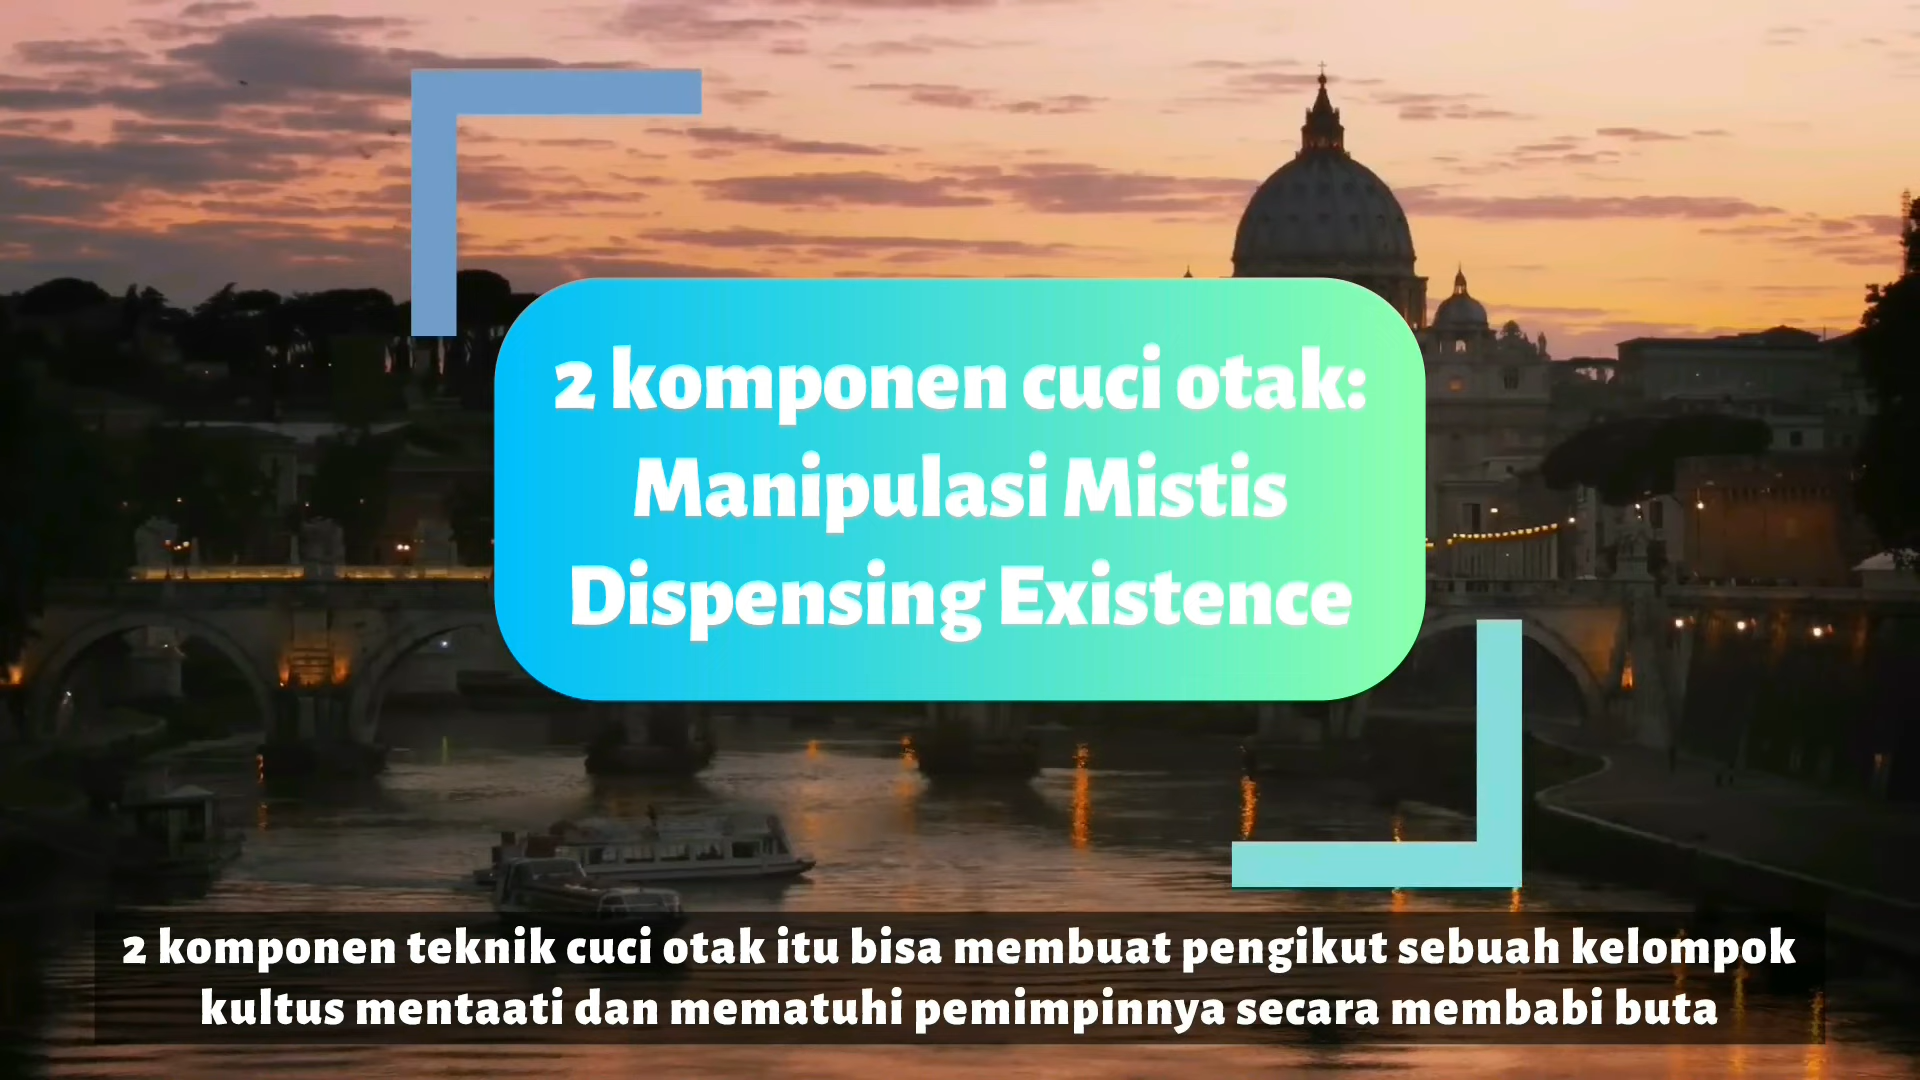 2 komponen cuci otak:
Manipulasi Mistis
Dispensing Existence
2 komponen teknik cuci otak itu bisa membuat pengikut sebuah kelompok
kultus mentaati dan mematuhi pemimpinnya secara membabi buta